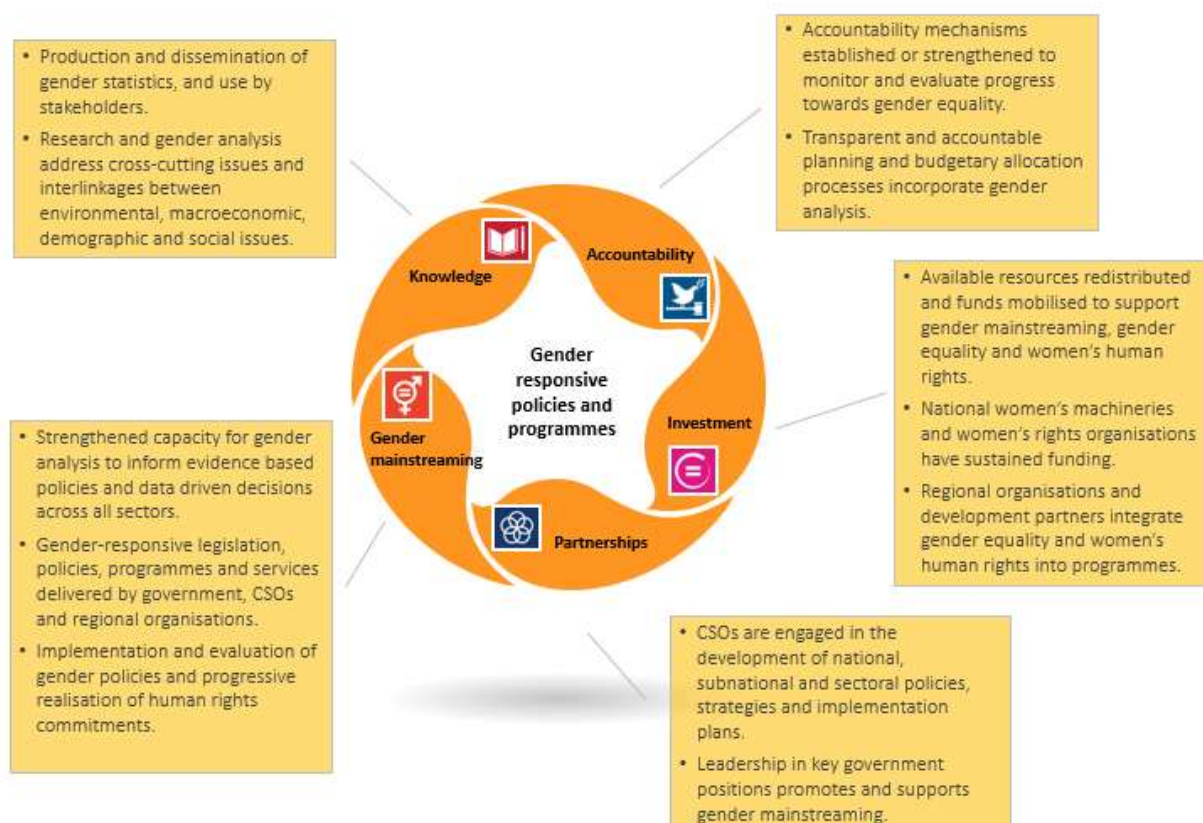 • Production and dissemination of
gender statistics, and use by
stakeholders.
• Research and gender analysis
address cross-cutting issues and
interlinkages between
environmental, macroeconomic,
demographic and social issues.
• Accountability mechanisms
established or strengthened to
monitor and evaluate progress
towards gender equality.
• Transparent and accountable
planning and budgetary allocation
processes incorporate gender
analysis.
Knowledge
Accountability
Gender
responsive
policies and
programmes
Gender
mainstreaming
Investment
Partnerships
• Available resources redistributed
and funds mobilised to support
gender mainstreaming, gender
equality and women's human
rights.
• National women's machineries
and women's rights organisations
have sustained funding.
• Regional organisations and
development partners integrate
gender equality and women's
human rights into programmes.
• Strengthened capacity for gender
analysis to inform evidence based
policies and data driven decisions
across all sectors.
• Gender-responsive legislation,
policies, programmes and services
delivered by government, CSOs
and regional organisations.
• Implementation and evaluation of
gender policies and progressive
realisation of human rights
commitments.
• CSOs are engaged in the
development of national,
subnational and sectoral policies,
strategies and implementation
plans.
• Leadership in key government
positions promotes and supports
gender mainstreaming.